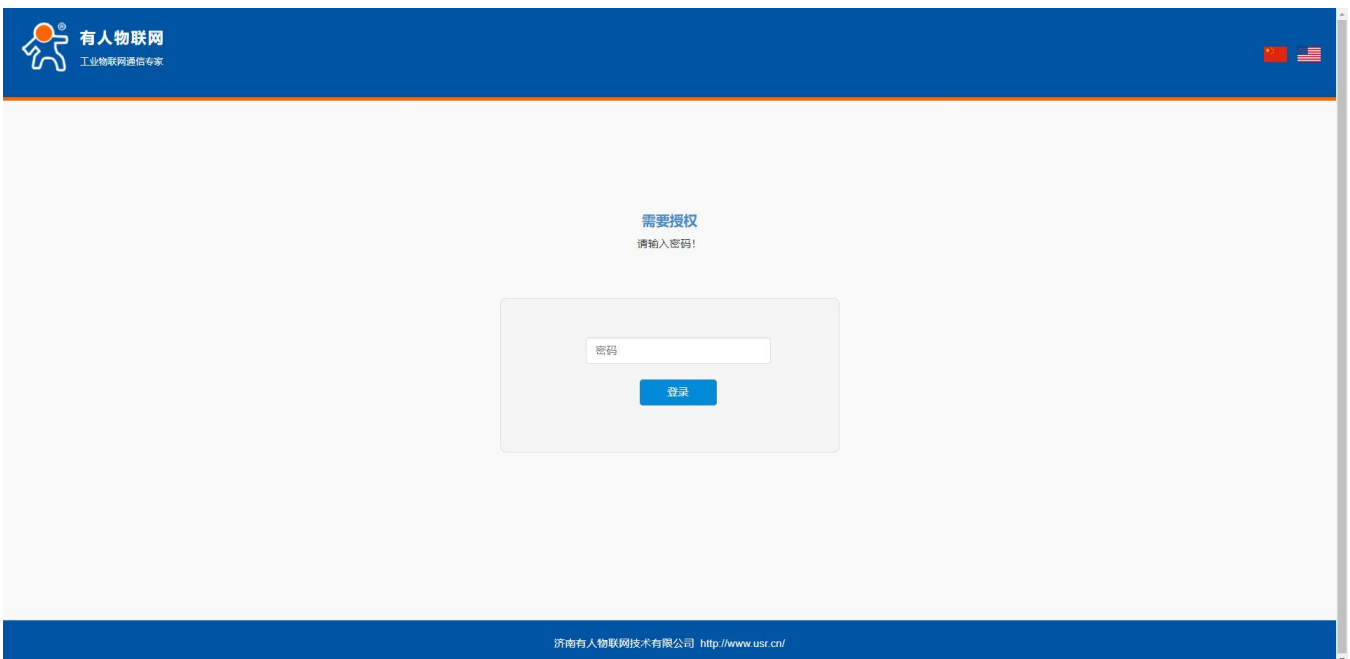 有人物联网
工业物联网通信专家
需要授权
请输入密码！
密码
登录
济南有人物联网技术有限公司 http://www.usr.cn/